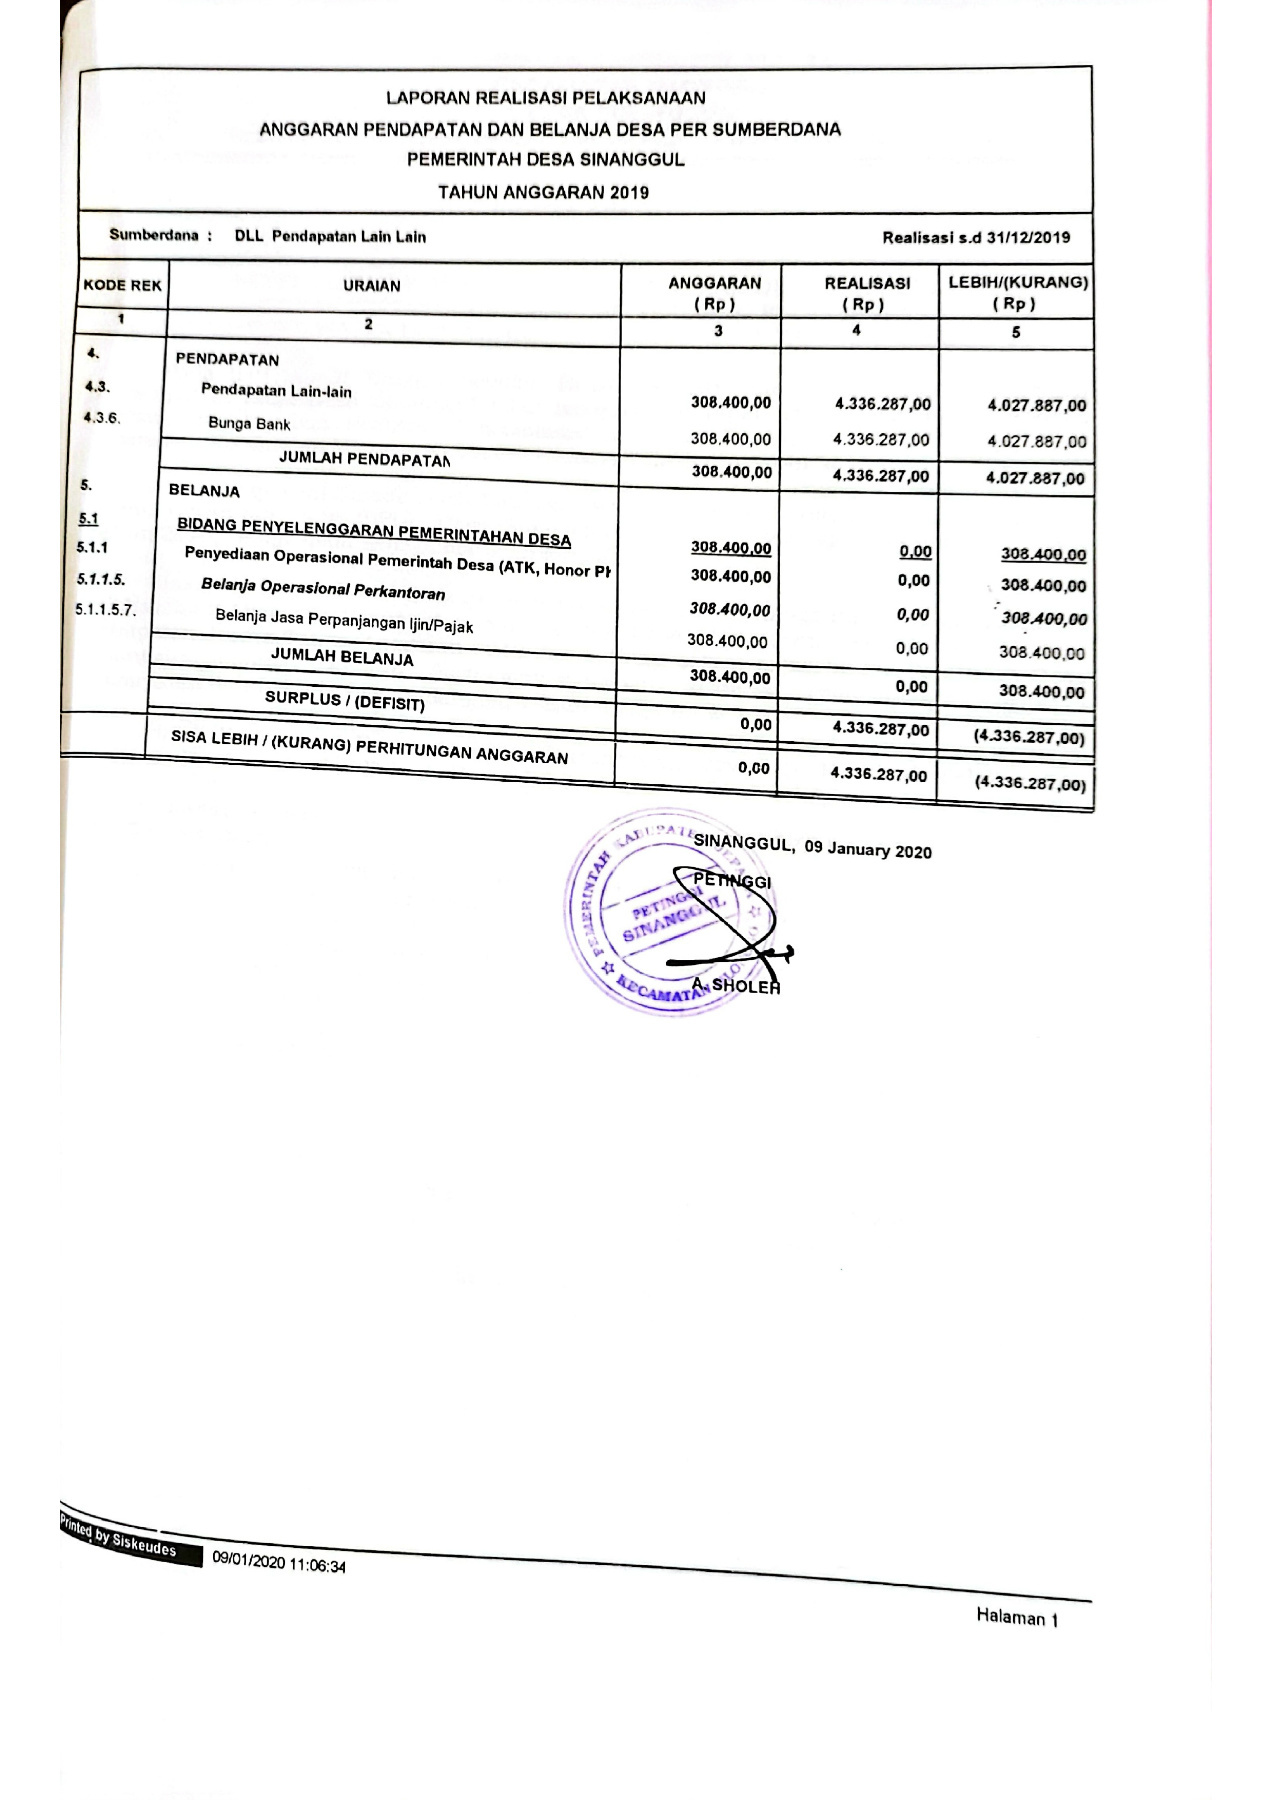 LAPORAN REALISASI PELAKSANAAN
ANGGARAN PENDAPATAN DAN BELANJA DESA PER SUMBERDANA
PEMERINTAH DESA SINANGGUL
TAHUN ANGGARAN 2019
Sumberdana : DLL Pendapatan Lain Lain Realisasi s.d 31/12/2019
KODE REK URAIAN ANGGARAN (Rp) REALISASI (Rp) LEBIH/(KURANG) (Rp)
1 2 3 4 5
4. PENDAPATAN
4.3. Pendapatan Lain-lain 308.400,00 4.336.287,00 4.027.887,00
4.3.6. Bunga Bank 308.400,00 4.336.287,00 4.027.887,00
JUMLAH PENDAPATAN 308.400,00 4.336.287,00 4.027.887,00
5. BELANJA
5.1 BIDANG PENYELENGGARAN PEMERINTAHAN DESA 308.400,00 0,00 308.400,00
5.1.1 Penyediaan Operasional Pemerintah Desa (ATK, Honor 308.400,00 0,00 308.400,00
5.1.1.5. Belanja Operasional Perkantoran 308.400,00 0,00 308.400,00
5.1.1.5.7. Belanja Jasa Perpanjangan Ijin/Pajak 308.400,00 0,00 308.400,00
JUMLAH BELANJA 308.400,00 0,00 308.400,00
SURPLUS / (DEFISIT) 0,00 4.336.287,00 (4.336.287,00)
SISA LEBIH / (KURANG) PERHITUNGAN ANGGARAN 0,00 4.336.287,00 (4.336.287,00)
SINANGGUL, 09 January 2020
PETINGGI
PEMERINTAH KABUPATE
PETINGGI
SINANGGUL
KECAMATAN
A. SHOLEH
Printed by Siskeudes 09/01/2020 11:06:34
Halaman 1